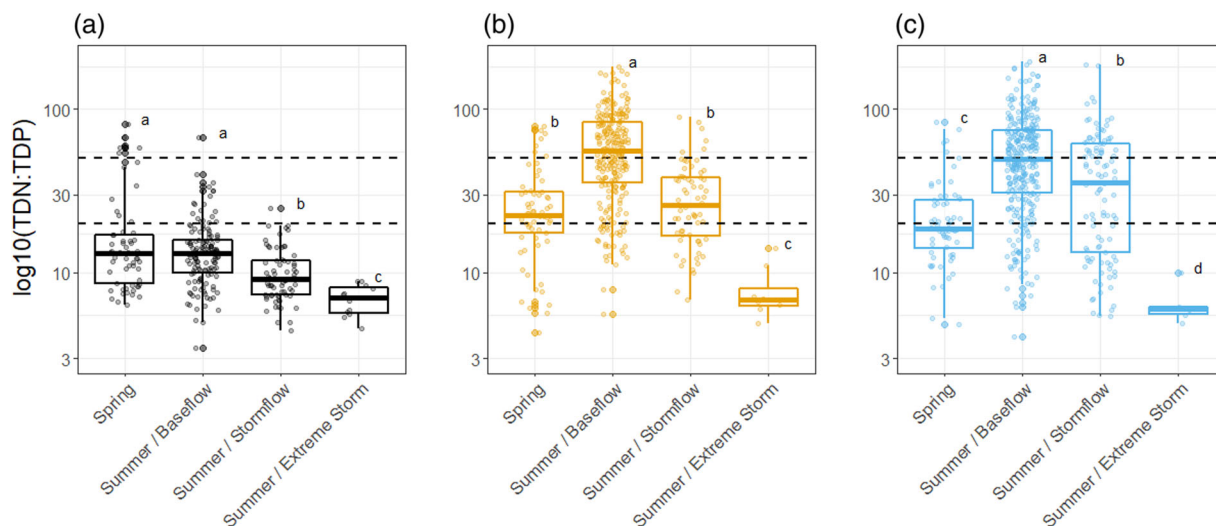 (a)
(b)
(c)
log10(TDN:TDP)
100
30
10
3
a
a
b
c
Spring
Summer / Baseflow
Summer / Stormflow
Summer / Extreme Storm
100
30
10
3
b
a
b
c
Spring
Summer / Baseflow
Summer / Stormflow
Summer / Extreme Storm
100
30
10
3
c
a
b
d
Spring
Summer / Baseflow
Summer / Stormflow
Summer / Extreme Storm